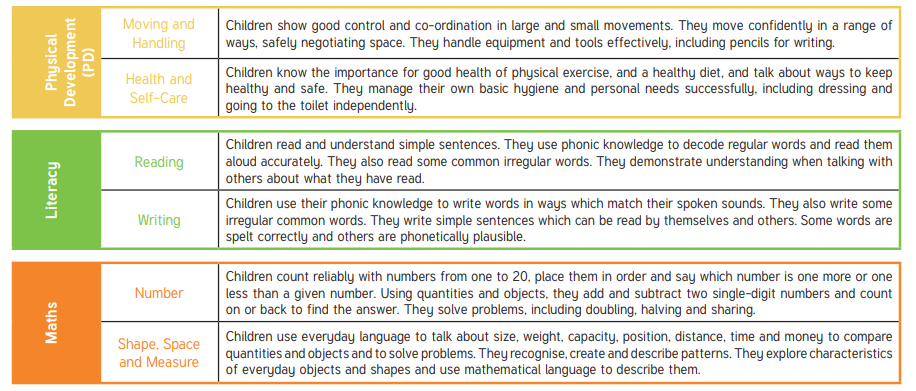 Physical
Development
(PD)
Moving and
Handling
Children show good control and co-ordination in large and small movements. They move confidently in a range of
ways, safely negotiating space. They handle equipment and tools effectively, including pencils for writing.
Health and
Self-Care
Children know the importance for good health of physical exercise, and a healthy diet, and talk about ways to keep
healthy and safe. They manage their own basic hygiene and personal needs successfully, including dressing and
going to the toilet independently.
Literacy
Reading
Children read and understand simple sentences. They use phonic knowledge to decode regular words and read them
aloud accurately. They also read some common irregular words. They demonstrate understanding when talking with
others about what they have read.
Writing
Children use their phonic knowledge to write words in ways which match their spoken sounds. They also write some
irregular common words. They write simple sentences which can be read by themselves and others. Some words are
spelt correctly and others are phonetically plausible.
Maths
Number
Children count reliably with numbers from one to 20, place them in order and say which number is one more or one
less than a given number. Using quantities and objects, they add and subtract two single-digit numbers and count
on or back to find the answer. They solve problems, including doubling, halving and sharing.
Shape, Space
and Measure
Children use everyday language to talk about size, weight, capacity, position, distance, time and money to compare
quantities and objects and to solve problems. They recognise, create and describe patterns. They explore characteristics
of everyday objects and shapes and use mathematical language to describe them.